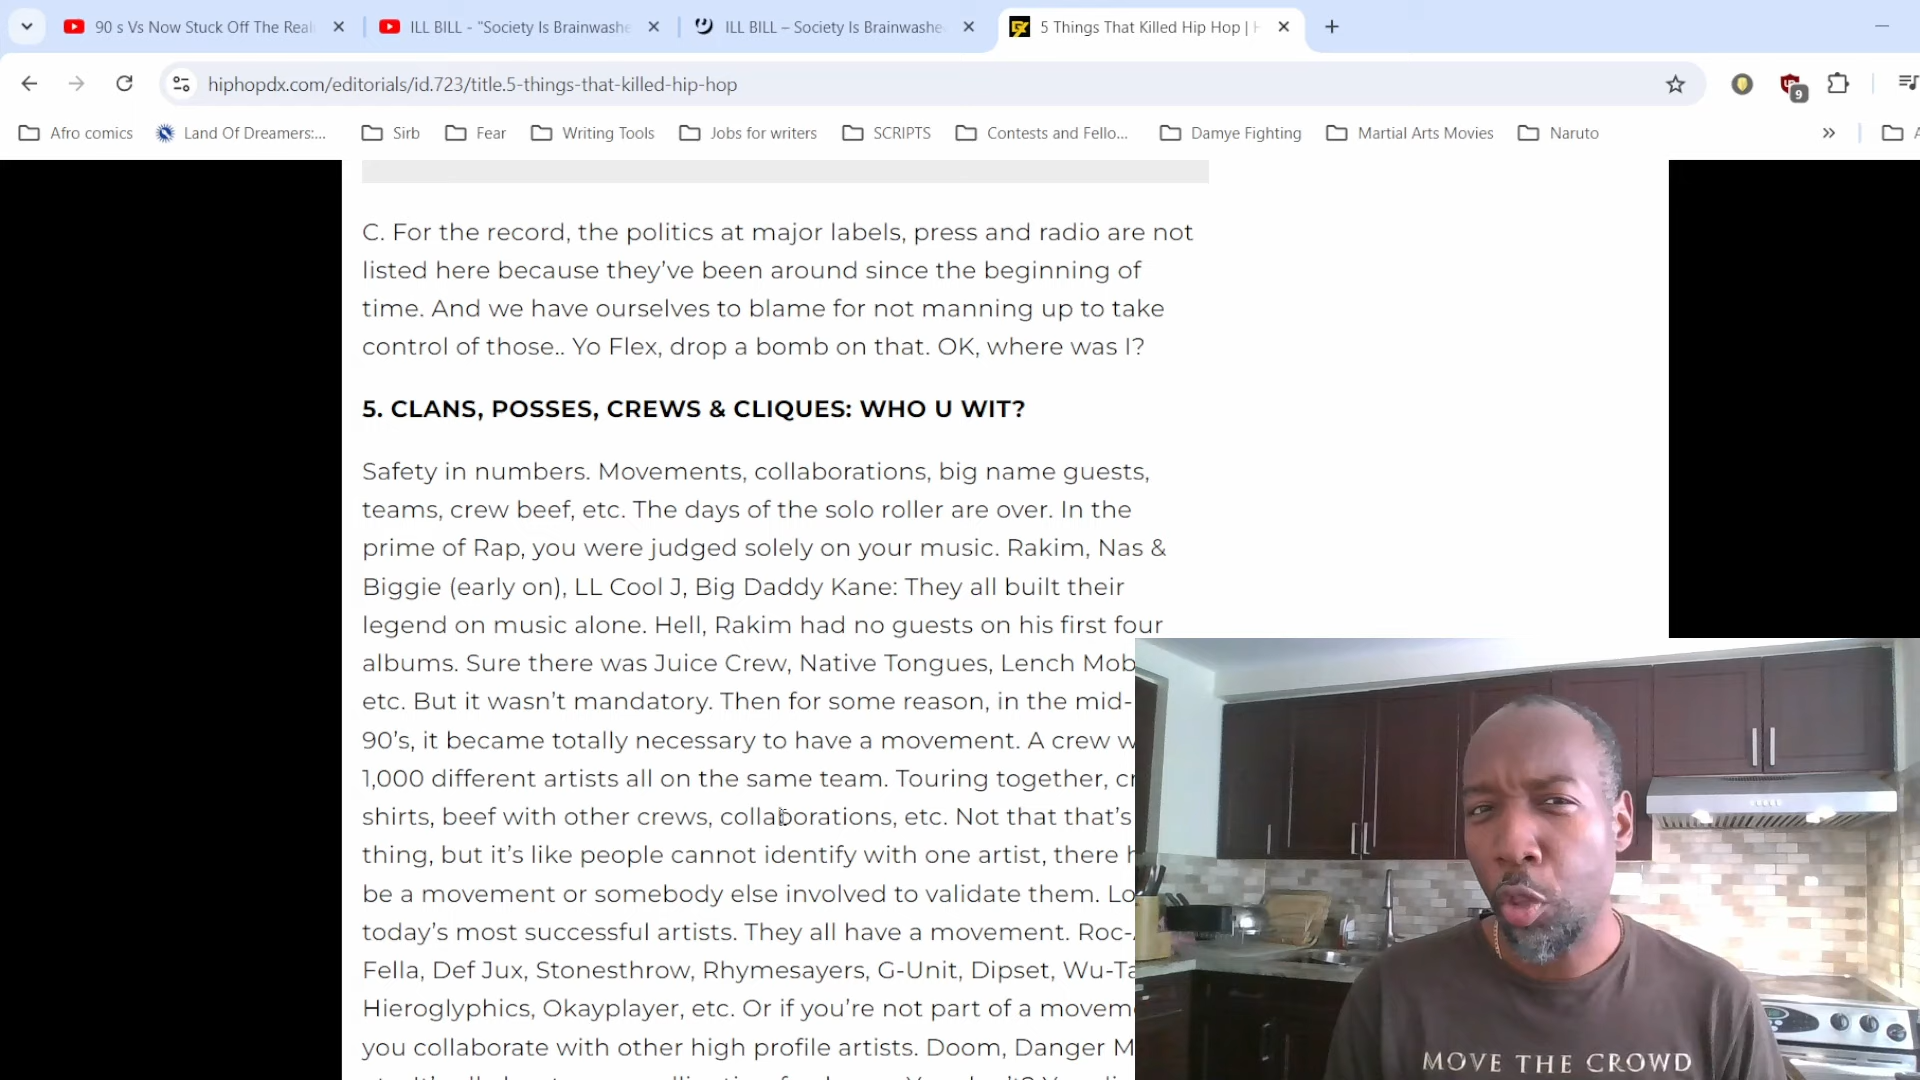 90 s Vs Now Stuck Off The Real
ILL BILL - "Society Is Brainwashe
ILL BILL – Society Is Brainwashe
5 Things That Killed Hip Hop | H
hiphopdx.com/editorials/id.723/title.5-things-that-killed-hip-hop
9
Afro comics
Land Of Dreamers:...
Sirb
Fear
Writing Tools
Jobs for writers
SCRIPTS
Contests and Fello...
Damye Fighting
Martial Arts Movies
Naruto
C. For the record, the politics at major labels, press and radio are not
listed here because they’ve been around since the beginning of
time. And we have ourselves to blame for not manning up to take
control of those.. Yo Flex, drop a bomb on that. OK, where was I?
5. CLANS, POSSES, CREWS & CLIQUES: WHO U WIT?
Safety in numbers. Movements, collaborations, big name guests,
teams, crew beef, etc. The days of the solo roller are over. In the
prime of Rap, you were judged solely on your music. Rakim, Nas &
Biggie (early on), LL Cool J, Big Daddy Kane: They all built their
legend on music alone. Hell, Rakim had no guests on his first four
albums. Sure there was Juice Crew, Native Tongues, Lench Mob
etc. But it wasn’t mandatory. Then for some reason, in the mid-
90’s, it became totally necessary to have a movement. A crew w
1,000 different artists all on the same team. Touring together, cr
shirts, beef with other crews, collaborations, etc. Not that that’s
thing, but it’s like people cannot identify with one artist, there h
be a movement or somebody else involved to validate them. Lo
today’s most successful artists. They all have a movement. Roc-
Fella, Def Jux, Stonesthrow, Rhymesayers, G-Unit, Dipset, Wu-Ta
Hieroglyphics, Okayplayer, etc. Or if you’re not part of a movem
you collaborate with other high profile artists. Doom, Danger M
MOVE THE CROWD